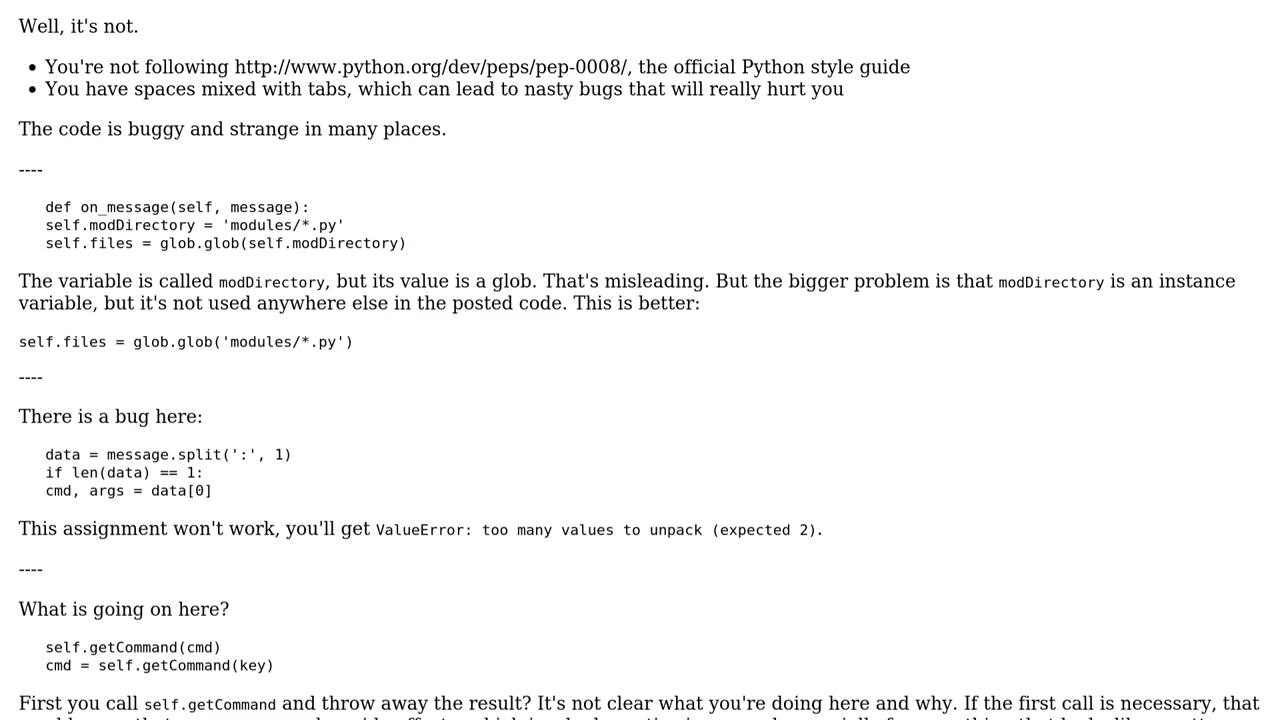 Well, it's not.
• You're not following http://www.python.org/dev/peps/pep-0008/, the official Python style guide
• You have spaces mixed with tabs, which can lead to nasty bugs that will really hurt you
The code is buggy and strange in many places.
----
def on_message(self, message):
self.modDirectory = 'modules/*.py'
self.files = glob.glob(self.modDirectory)
The variable is called modDirectory, but its value is a glob. That's misleading. But the bigger problem is that modDirectory is an instance
variable, but it's not used anywhere else in the posted code. This is better:
self.files = glob.glob('modules/*.py')
----
There is a bug here:
data = message.split(':', 1)
if len(data) == 1:
cmd, args = data[0]
This assignment won't work, you'll get ValueError: too many values to unpack (expected 2).
----
What is going on here?
self.getCommand(cmd)
cmd = self.getCommand(key)
First you call self.getCommand and throw away the result? It's not clear what you're doing here and why. If the first call is necessary, that